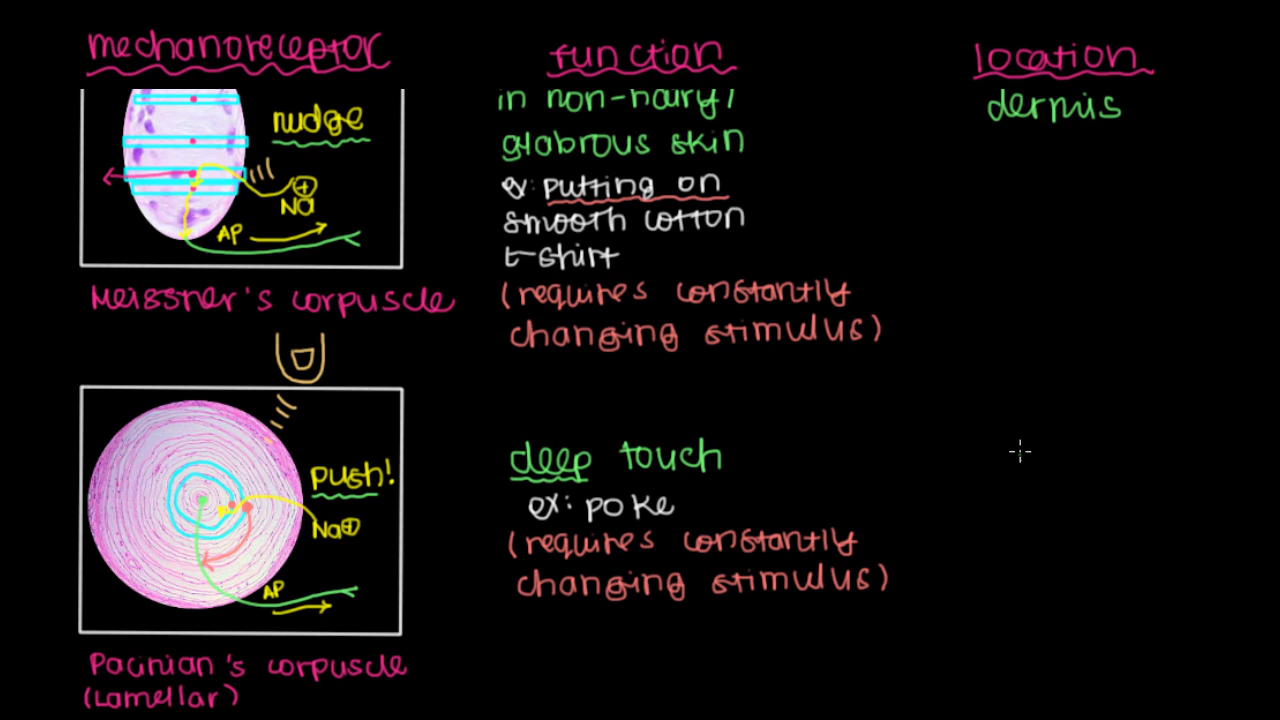 mechanoreceptor
function
location
nudge
Na
+
AP
Meissner's corpuscle
in non-hairy/
glabrous skin
ex: putting on
smooth cotton
t-shirt
(requires constantly
changing stimulus)
dermis
push!
Na+
AP
Pacinian's corpuscle
(Lamellar)
deep touch
ex: poke
(requires constantly
changing stimulus)